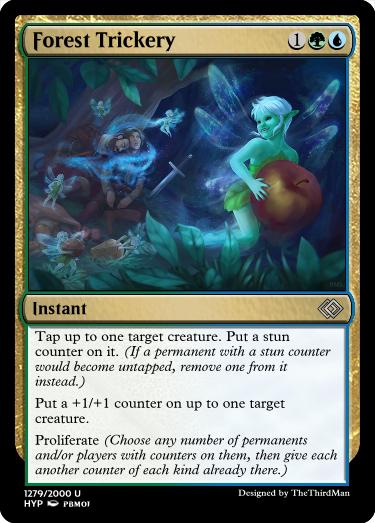 Forest Trickery 1
Instant
Tap up to one target creature. Put a stun
counter on it. (If a permanent with a stun counter
would become untapped, remove one from it
instead.)
Put a +1/+1 counter on up to one target
creature.
Proliferate (Choose any number of permanents
and/or players with counters on them, then give each
another counter of each kind already there.)
1279/2000 U
Designed by TheThirdMan
HYP PBMOT